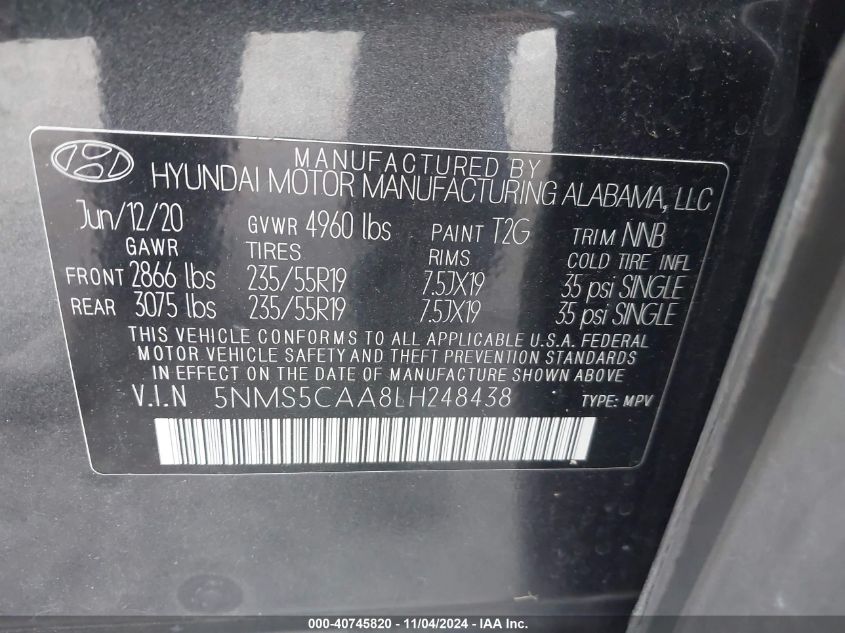 MANUFACTURED BY
HYUNDAI MOTOR MANUFACTURING ALABAMA, LLC
Jun/12/20 GVWR 4960 lbs PAINT T2G TRIM NNB
GAWR TIRES RIMS COLD TIRE INFL
FRONT 2866 lbs 235/55R19 7.5JX19 35 psi SINGLE
REAR 3075 lbs 235/55R19 7.5JX19 35 psi SINGLE
THIS VEHICLE CONFORMS TO ALL APPLICABLE U.S.A. FEDERAL
MOTOR VEHICLE SAFETY AND THEFT PREVENTION STANDARDS
IN EFFECT ON THE DATE OF MANUFACTURE SHOWN ABOVE.
V.I.N 5NMS5CAA8LH248438 TYPE: MPV
000-40745820 - 11/04/2024 - IAA Inc.